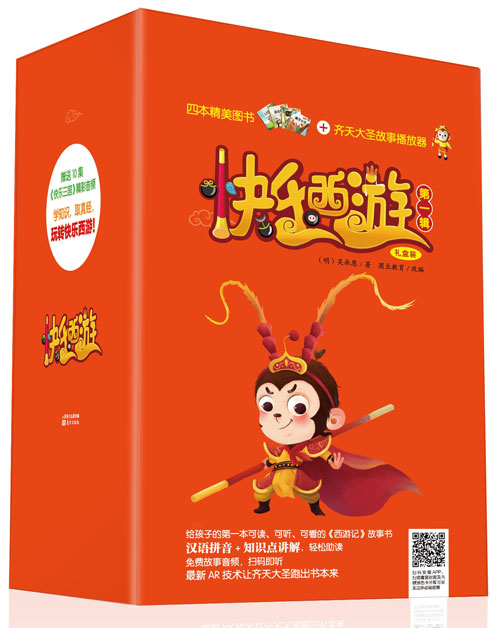 四本精美图书
+
齐天大圣故事播放器
快乐西游
第一辑
礼盒装
(明) 吴承恩 / 著 国立教育 / 改编
赠送10集
《快乐三国》精彩音频
学知识，取真经，
玩转快乐西游！
快乐西游
给孩子的第一本可读、可听、可看的《西游记》故事书
汉语拼音+知识点讲解，轻松助读
免费故事音频，扫码即听
最新AR技术让齐天大圣跑出书本来